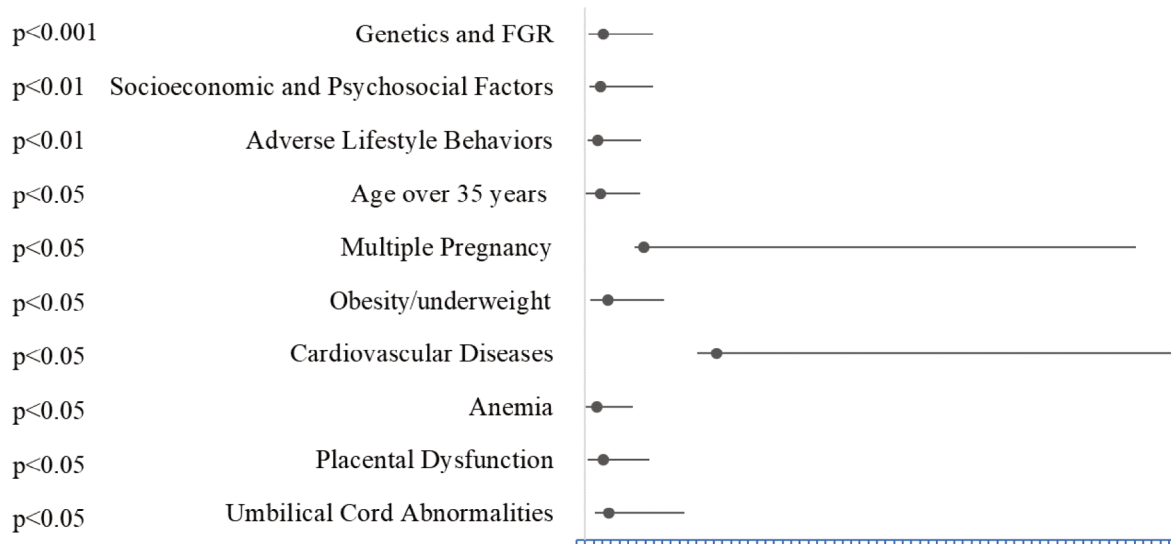 p<0.001 Genetics and FGR
p<0.01 Socioeconomic and Psychosocial Factors
p<0.01 Adverse Lifestyle Behaviors
p<0.05 Age over 35 years
p<0.05 Multiple Pregnancy
p<0.05 Obesity/underweight
p<0.05 Cardiovascular Diseases
p<0.05 Anemia
p<0.05 Placental Dysfunction
p<0.05 Umbilical Cord Abnormalities